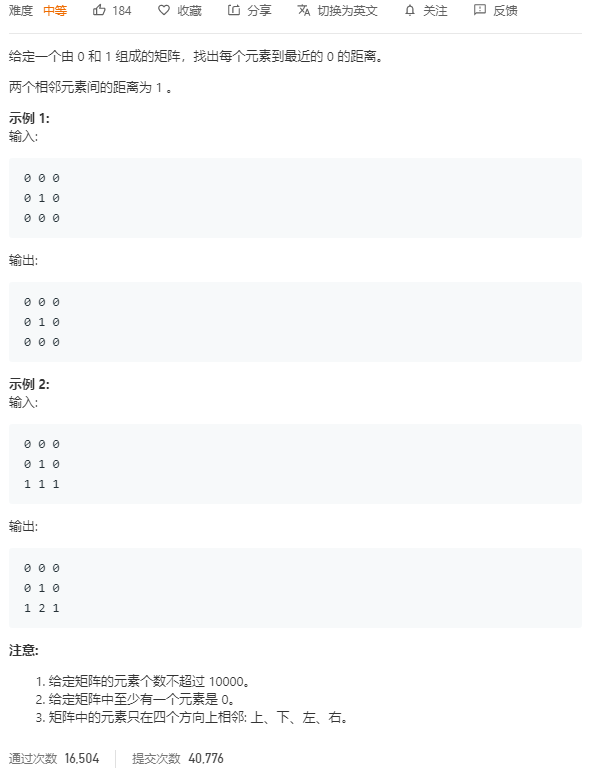 难度 中等 184 收藏 分享 切换为英文 关注 反馈
给定一个由 0 和 1 组成的矩阵，找出每个元素到最近的 0 的距离。
两个相邻元素间的距离为 1 。
示例 1:
输入:
0 0 0
0 1 0
0 0 0
输出:
0 0 0
0 1 0
0 0 0
示例 2:
输入:
0 0 0
0 1 0
1 1 1
输出:
0 0 0
0 1 0
1 2 1
注意:
1. 给定矩阵的元素个数不超过 10000。
2. 给定矩阵中至少有一个元素是 0。
3. 矩阵中的元素只在四个方向上相邻: 上、下、左、右。
通过次数 16,504 提交次数 40,776